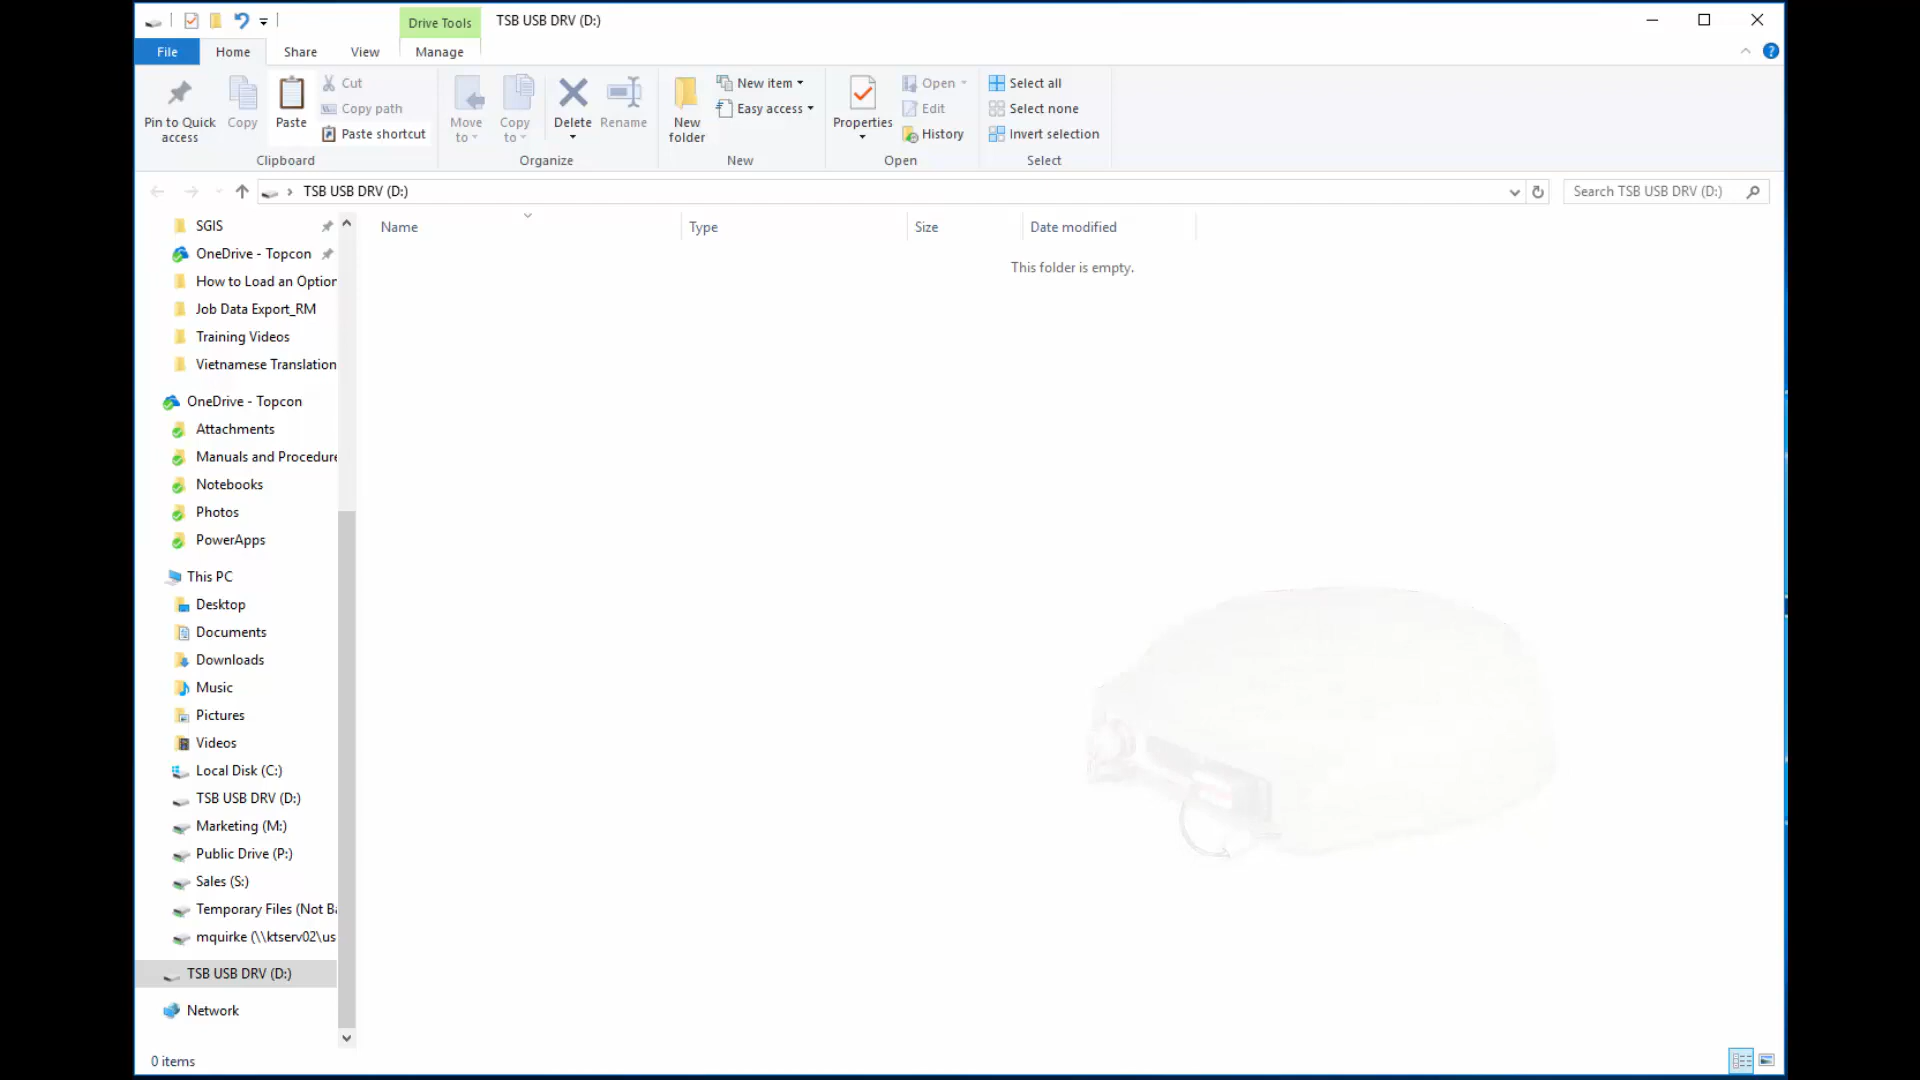 Drive Tools
TSB USB DRV (D:)
File
Home
Share
View
Manage
Pin to Quick
access
Copy
Paste
Cut
Copy path
Paste shortcut
Clipboard
Move
to
Copy
to
Delete
Rename
Organize
New
folder
New item
Easy access
New
Properties
Open
Edit
History
Open
Select all
Select none
Invert selection
Select
TSB USB DRV (D:)
Search TSB USB DRV (D:)
Name
Type
Size
Date modified
This folder is empty.
SGIS
OneDrive - Topcon
How to Load an Option
Job Data Export_RM
Training Videos
Vietnamese Translation
OneDrive - Topcon
Attachments
Manuals and Procedure
Notebooks
Photos
PowerApps
This PC
Desktop
Documents
Downloads
Music
Pictures
Videos
Local Disk (C:)
TSB USB DRV (D:)
Marketing (M:)
Public Drive (P:)
Sales (S:)
Temporary Files (Not Ba
mquirke (\\ktserv02\us
TSB USB DRV (D:)
Network
0 items